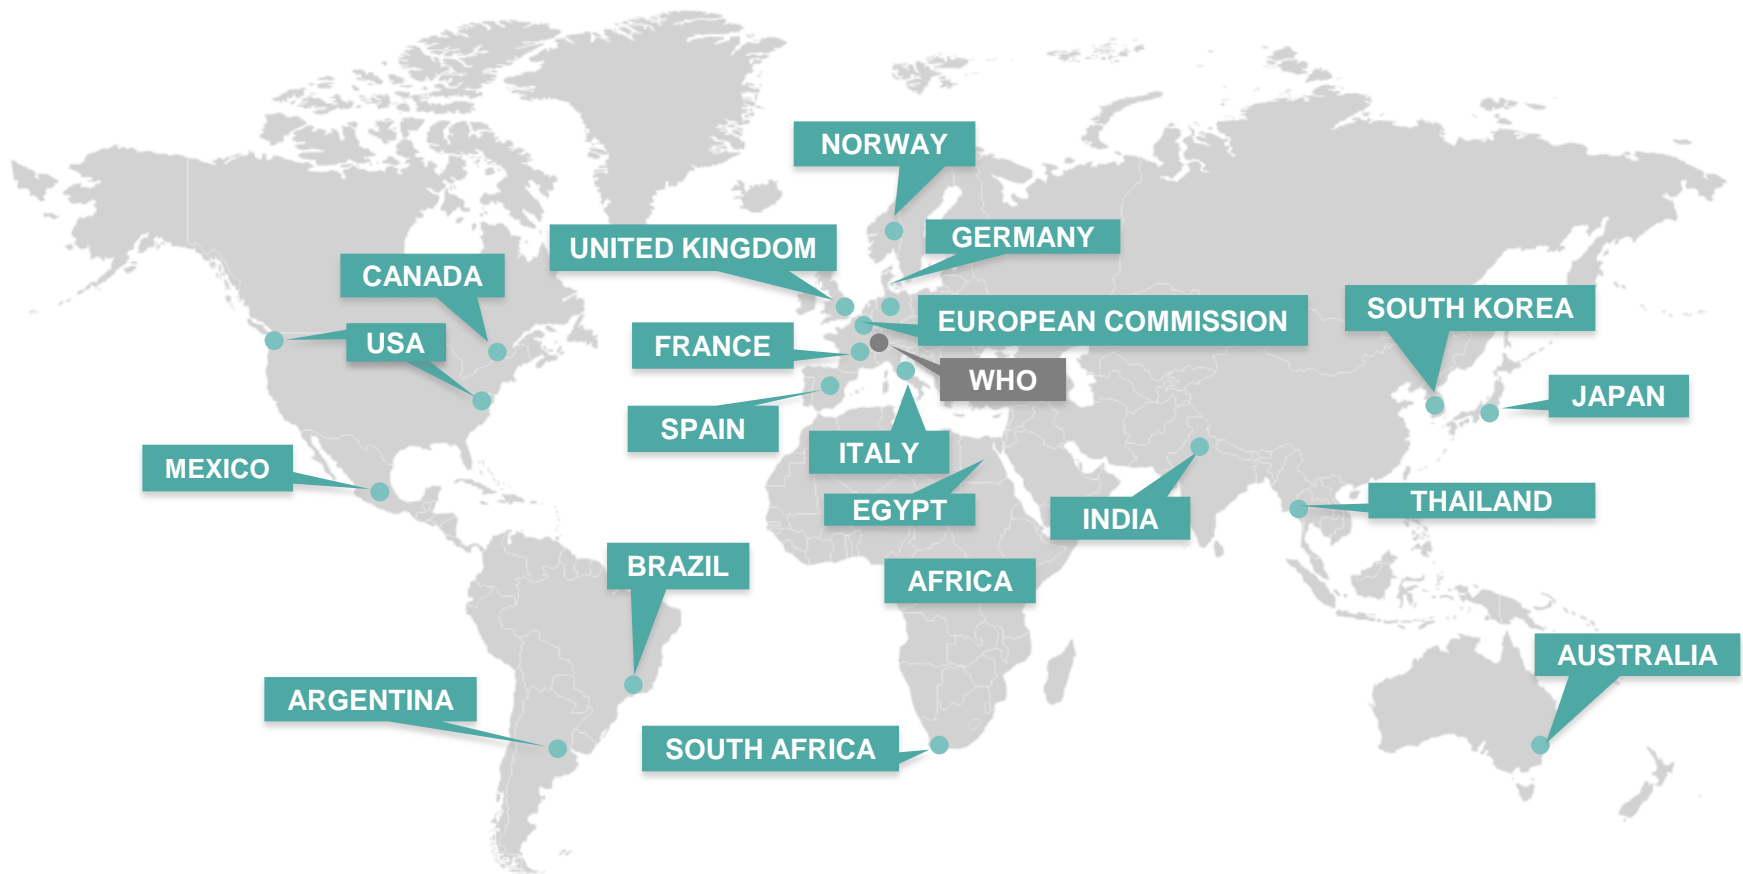 NORWAY
UNITED KINGDOM
GERMANY
CANADA
EUROPEAN COMMISSION
SOUTH KOREA
USA
FRANCE
WHO
JAPAN
SPAIN
ITALY
MEXICO
EGYPT
INDIA
THAILAND
BRAZIL
AFRICA
AUSTRALIA
ARGENTINA
SOUTH AFRICA